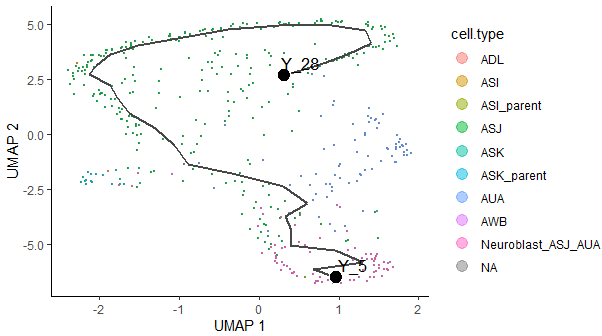 5.0
2.5
0.0
-2.5
-5.0
UMAP 2
-2
-1
0
1
2
UMAP 1
Y_28
Y_5
cell.type
ADL
ASI
ASI_parent
ASJ
ASK
ASK_parent
AUA
AWB
Neuroblast_ASJ_AUA
NA